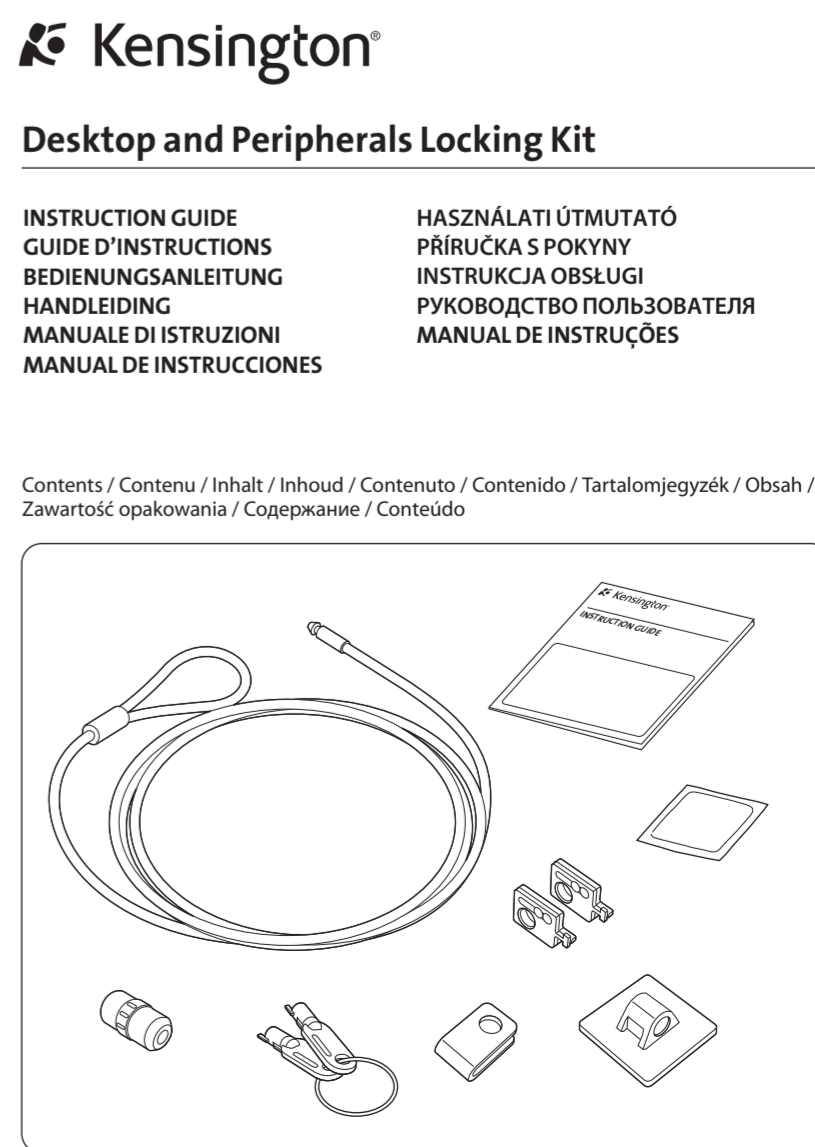 Kensington®
Desktop and Peripherals Locking Kit
INSTRUCTION GUIDE
GUIDE D’INSTRUCTIONS
BEDIENUNGSANLEITUNG
HANDLEIDING
MANUALE DI ISTRUZIONI
MANUAL DE INSTRUCCIONES
HASZNÁLATI ÚTMUTATÓ
PŘÍRUČKA S POKYNY
INSTRUKCJA OBSŁUGI
РУКОВОДСТВО ПОЛЬЗОВАТЕЛЯ
MANUAL DE INSTRUÇÕES
Contents / Contenu / Inhalt / Inhoud / Contenuto / Contenido / Tartalomjegyzék / Obsah /
Zawartość opakowania / Содержание / Conteúdo
Kensington®
INSTRUCTION GUIDE